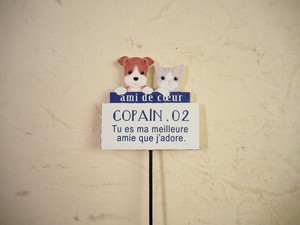 ami de cœur
COPAIN.02
Tu es ma meilleure
amie que j'adore.